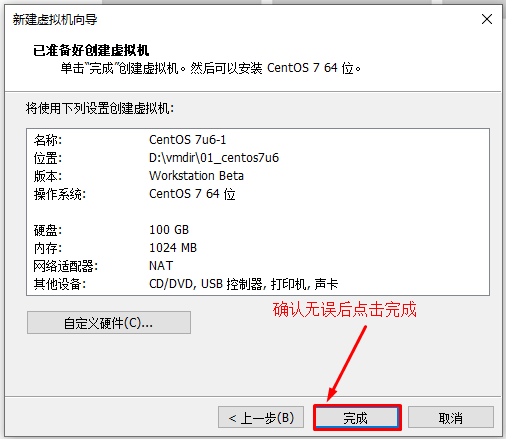 新建虚拟机向导
已准备好创建虚拟机
单击“完成”创建虚拟机。然后可以安装 CentOS 7 64 位。
将使用下列设置创建虚拟机:
名称: CentOS 7u6-1
位置: D:\vmdir\01_centos7u6
版本: Workstation Beta
操作系统: CentOS 7 64 位
硬盘: 100 GB
内存: 1024 MB
网络适配器: NAT
其他设备: CD/DVD, USB 控制器, 打印机, 声卡
确认无误后点击完成
自定义硬件(C)...
< 上一步(B) 完成 取消